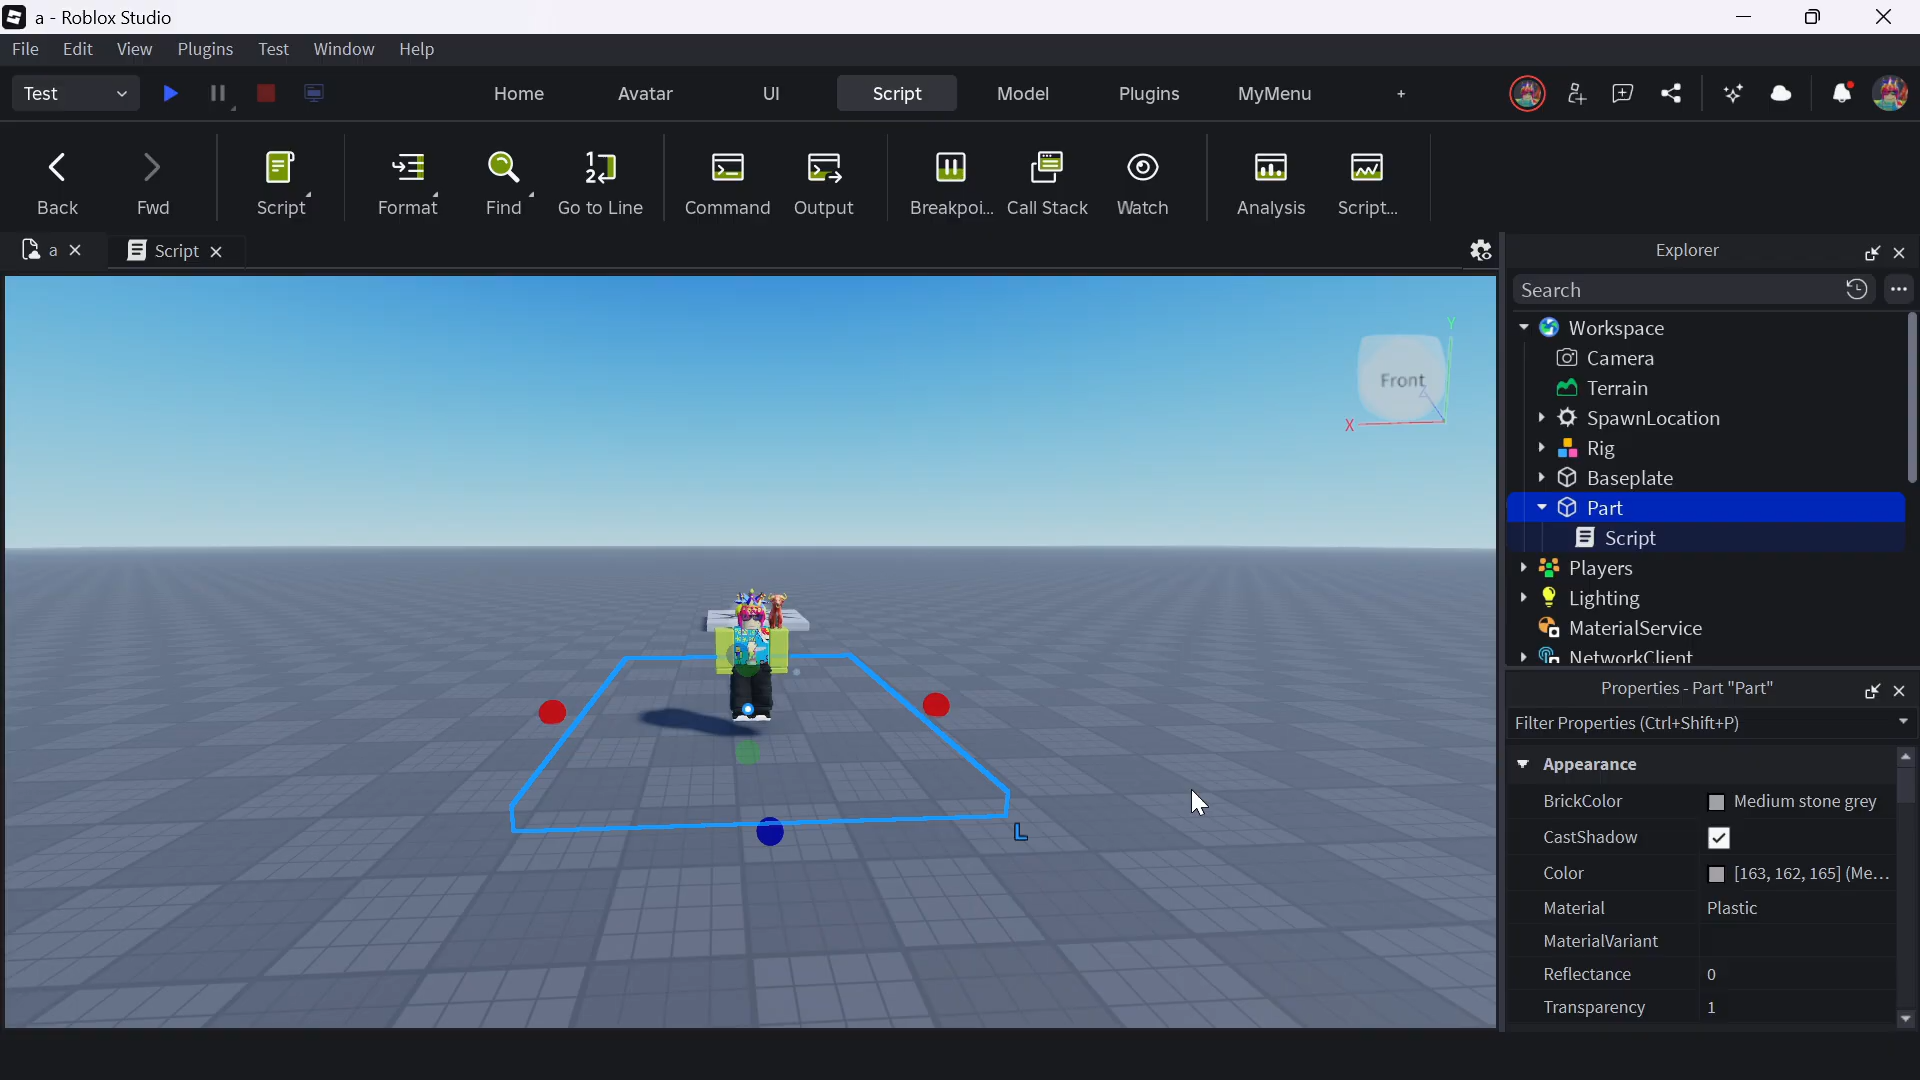 a - Roblox Studio
File Edit View Plugins Test Window Help
Test Home Avatar UI Script Model Plugins MyMenu +
Back Fwd Script Format Find Go to Line Command Output Breakpoi... Call Stack Watch Analysis Script...
a Script Explorer
Search
Workspace
Camera
Terrain
SpawnLocation
Rig
Baseplate
Part
Script
Players
Lighting
MaterialService
NetworkClient
Y
Front
Z
X
L
Properties - Part "Part"
Filter Properties (Ctrl+Shift+P)
Appearance
BrickColor Medium stone grey
CastShadow
Color [163, 162, 165] (Me...
Material Plastic
MaterialVariant
Reflectance 0
Transparency 1